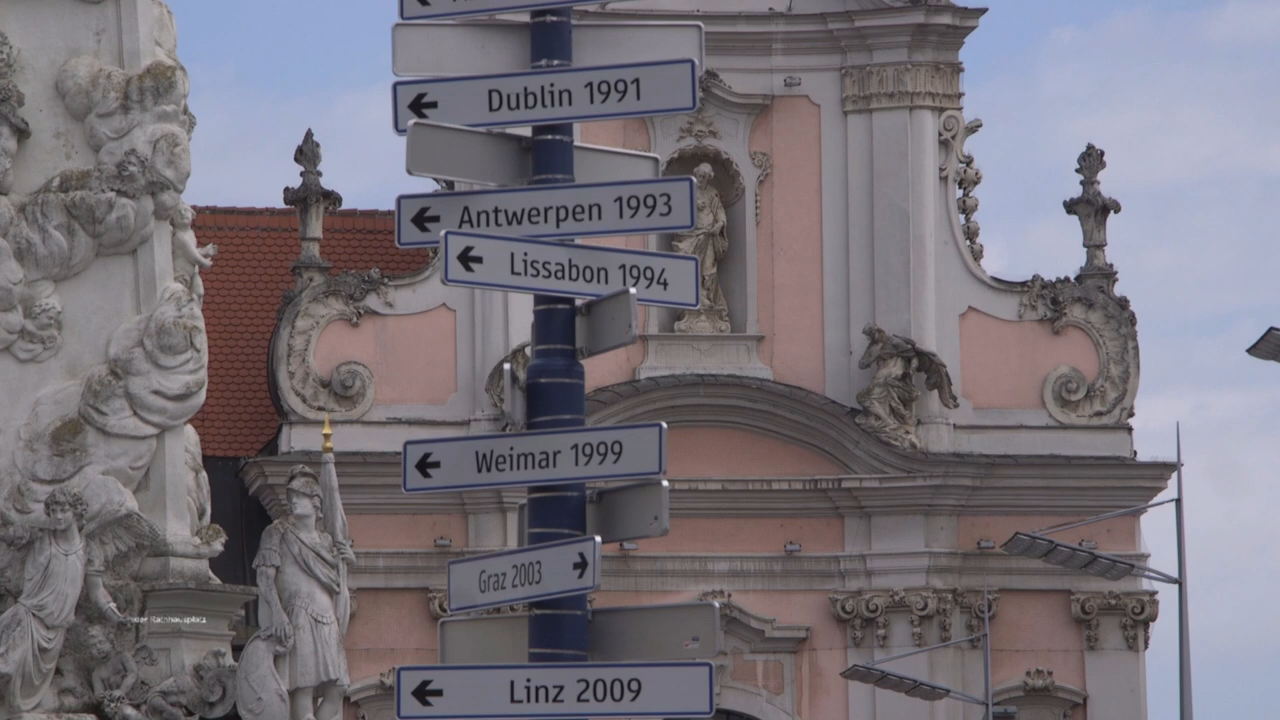 Dublin 1991
Antwerpen 1993
Lissabon 1994
Weimar 1999
Graz 2003
Linz 2009